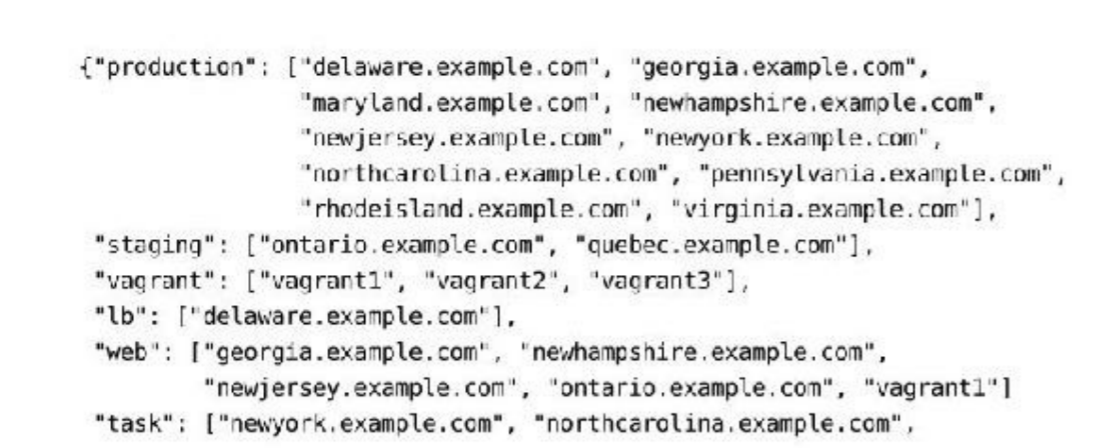 {"production": ["delaware.example.com", "georgia.example.com",
"maryland.example.com", "newhampshire.example.com",
"newjersey.example.com", "newyork.example.com",
"northcarolina.example.com", "pennsylvania.example.com",
"rhodeisland.example.com", "virginia.example.com"],
"staging": ["ontario.example.com", "quebec.example.com"],
"vagrant": ["vagrant1", "vagrant2", "vagrant3"],
"lb": ["delaware.example.com"],
"web": ["georgia.example.com", "newhampshire.example.com",
"newjersey.example.com", "ontario.example.com", "vagrant1"]
"task": ["newyork.example.com", "northcarolina.example.com",